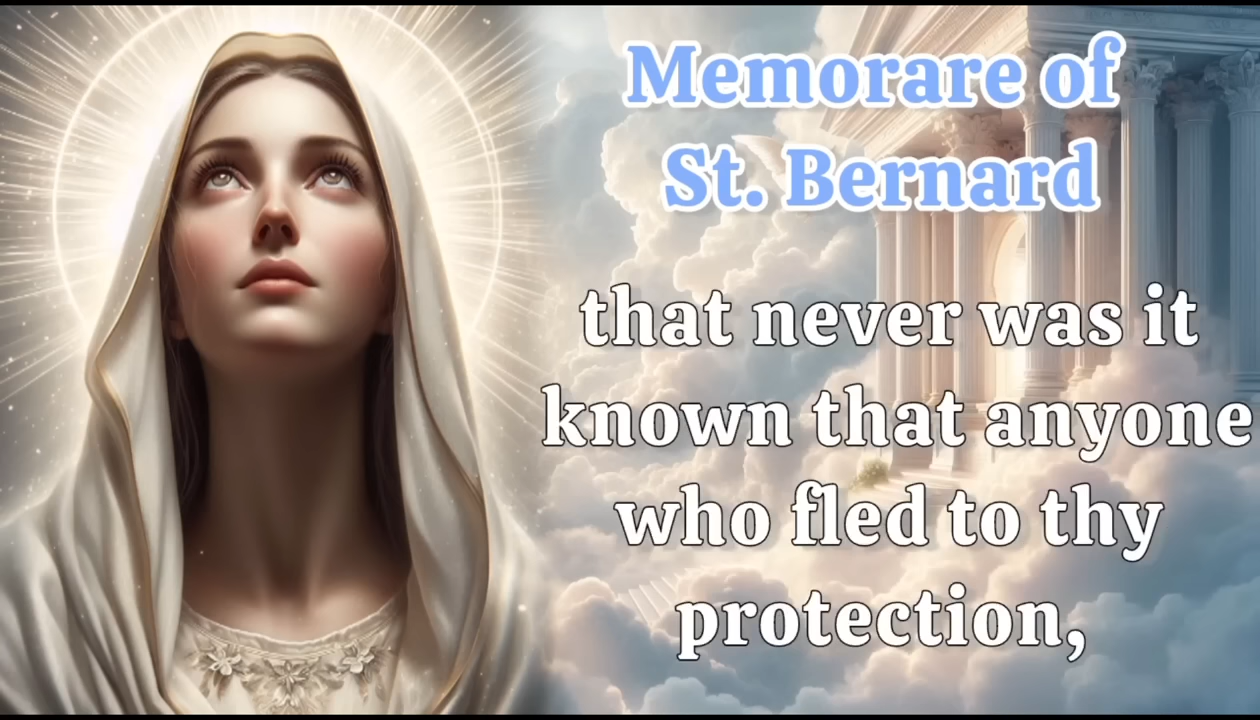 Memorare of
St. Bernard
that never was it
known that anyone
who fled to thy
protection,